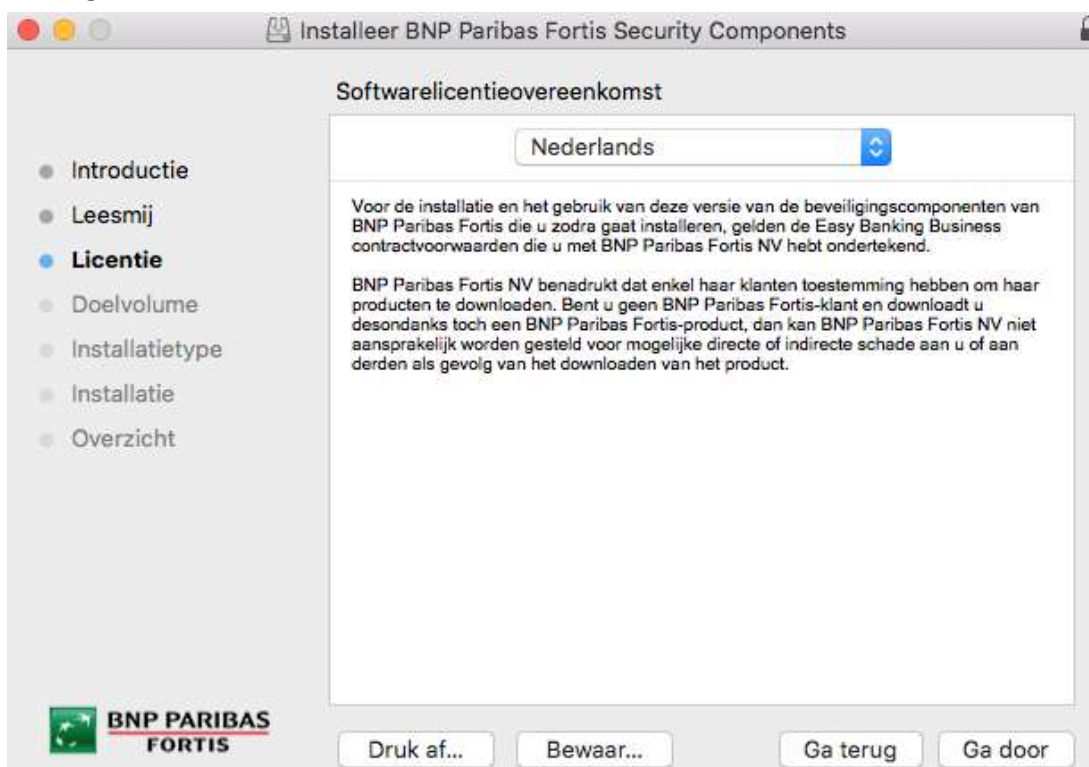 Installeer BNP Paribas Fortis Security Components
Softwarelicentieovereenkomst
Nederlands
Introductie
Leesmij
Licentie
Doelvolume
Installatietype
Installatie
Overzicht
Voor de installatie en het gebruik van deze versie van de beveiligingscomponenten van
BNP Paribas Fortis die u zodra gaat installeren, gelden de Easy Banking Business
contractvoorwaarden die u met BNP Paribas Fortis NV hebt ondertekend.
BNP Paribas Fortis NV benadrukt dat enkel haar klanten toestemming hebben om haar
producten te downloaden. Bent u geen BNP Paribas Fortis-klant en downloadt u
desondanks toch een BNP Paribas Fortis-product, dan kan BNP Paribas Fortis NV niet
aansprakelijk worden gesteld voor mogelijke directe of indirecte schade aan u of aan
derden als gevolg van het downloaden van het product.
BNP PARIBAS
FORTIS
Druk af...
Bewaar...
Ga terug
Ga door